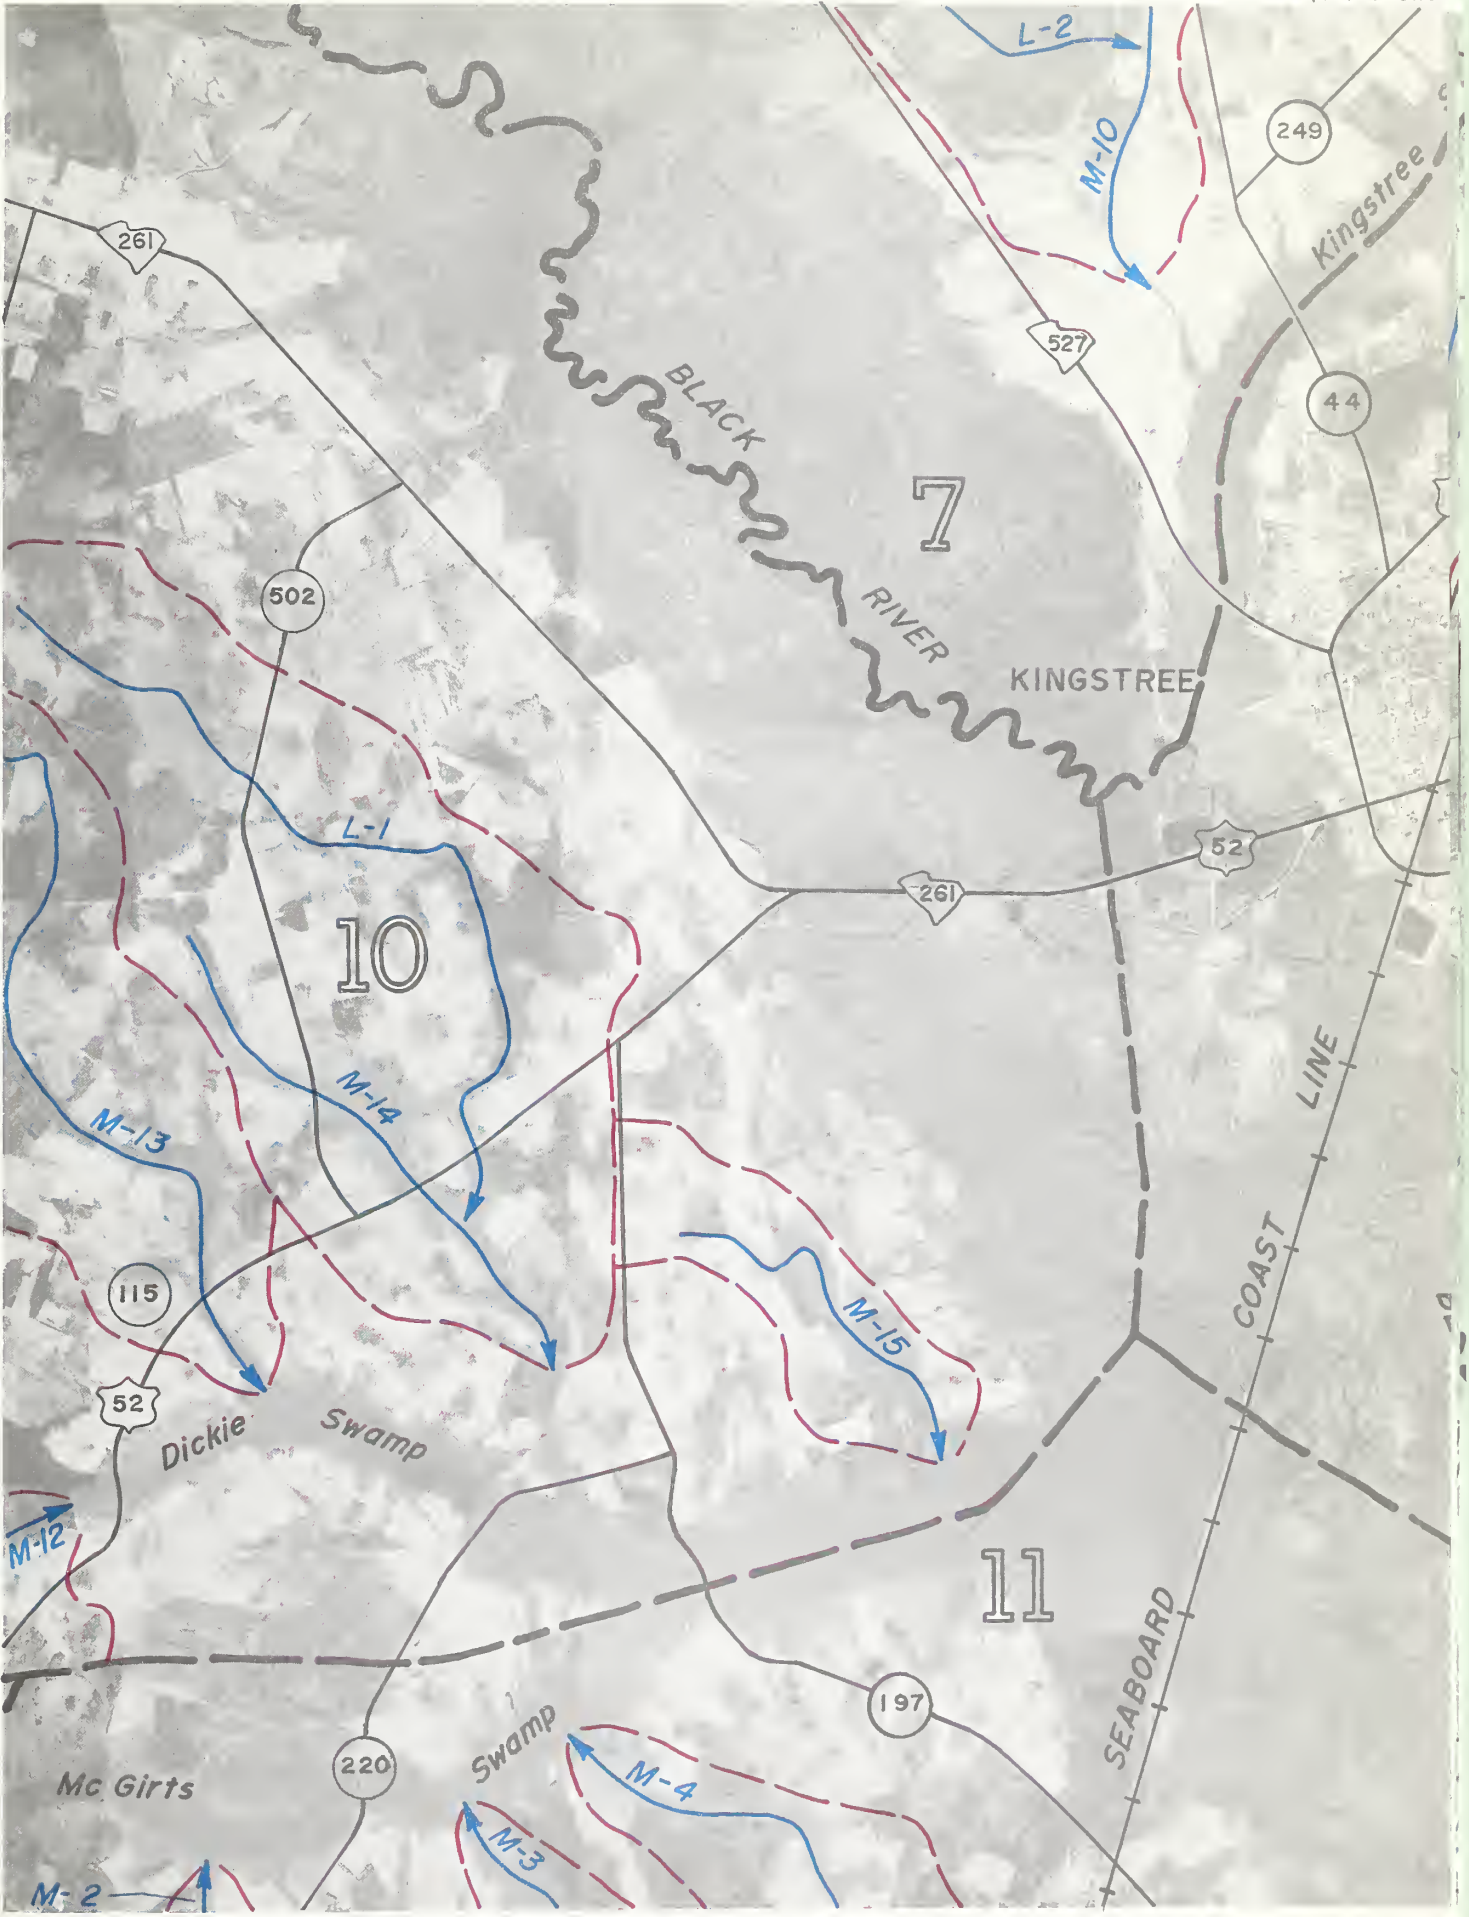 L-2
249
M-10
Kingstree
261
527
44
BLACK
7
502
RIVER
KINGSTREE
L-1
52
261
10
LINE
M-14
M-13
COAST
115
M-15
52
Dickie
Swamp
M-12
11
SEABOARD
197
Swamp
220
Mc Girts
M-4
M-3
M-2